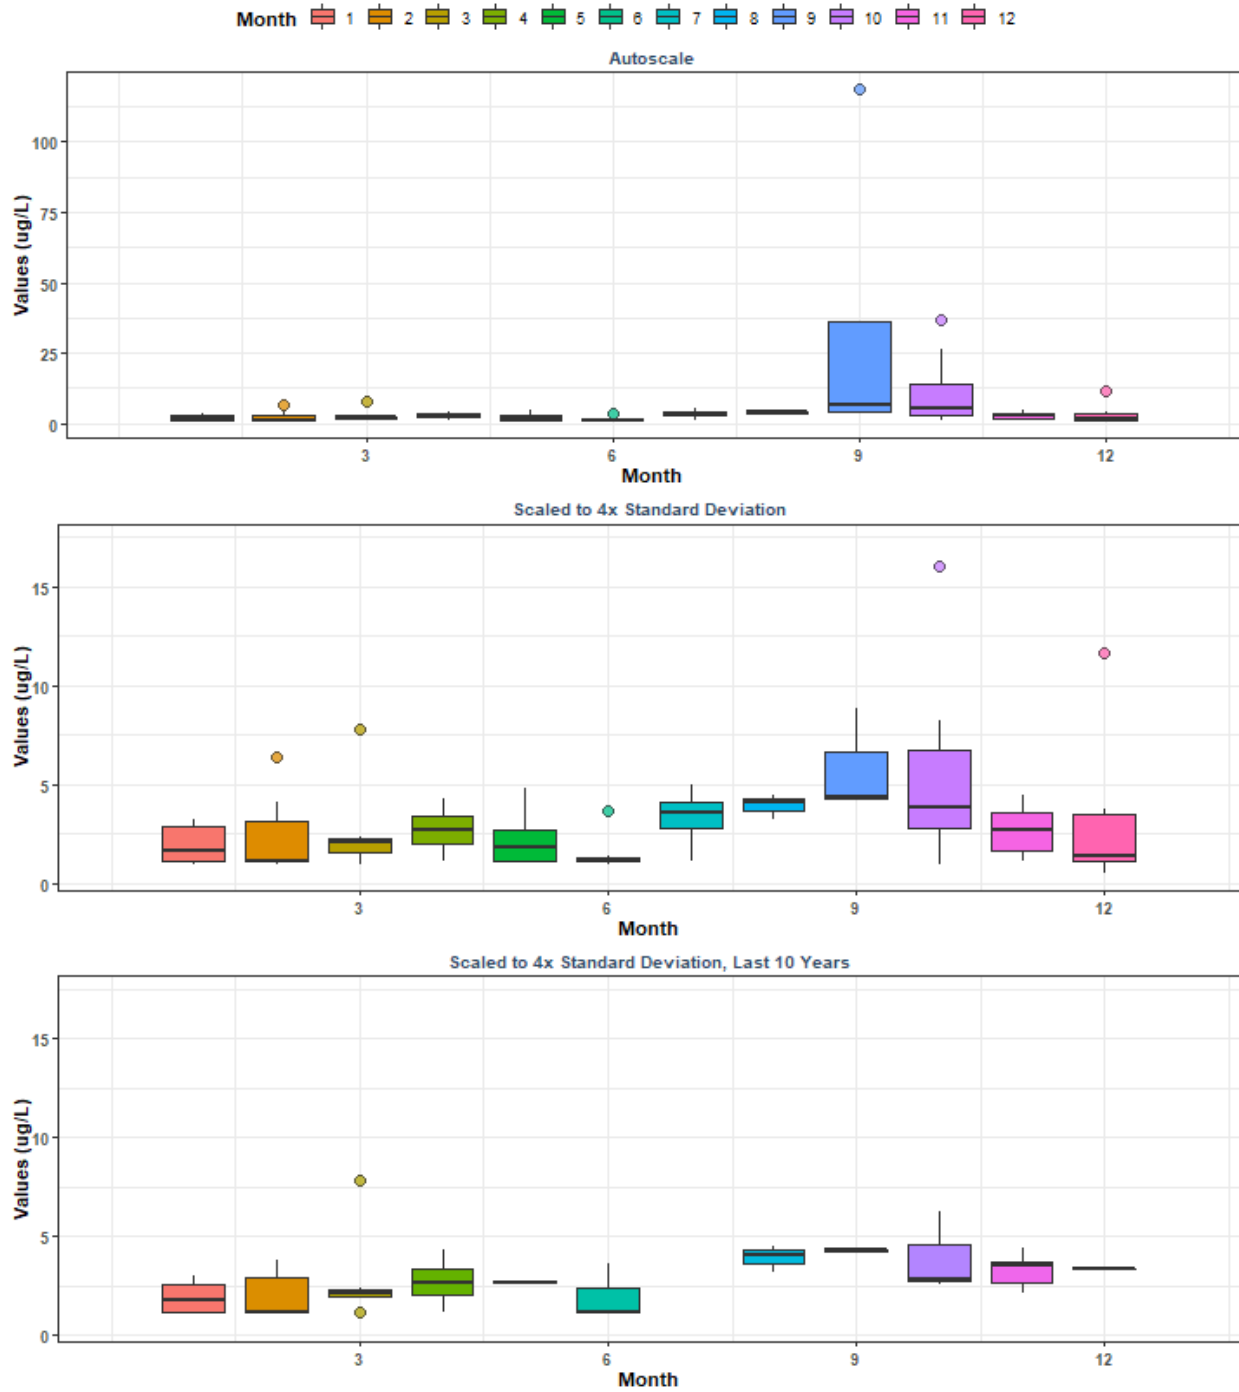 Month 1 2 3 4 5 6 7 8 9 10 11 12
Autoscale
Values (ug/L)
100
75
50
25
0
3 6 9 12
Month
Scaled to 4x Standard Deviation
Values (ug/L)
15
10
5
0
3 6 9 12
Month
Scaled to 4x Standard Deviation, Last 10 Years
Values (ug/L)
15
10
5
0
3 6 9 12
Month